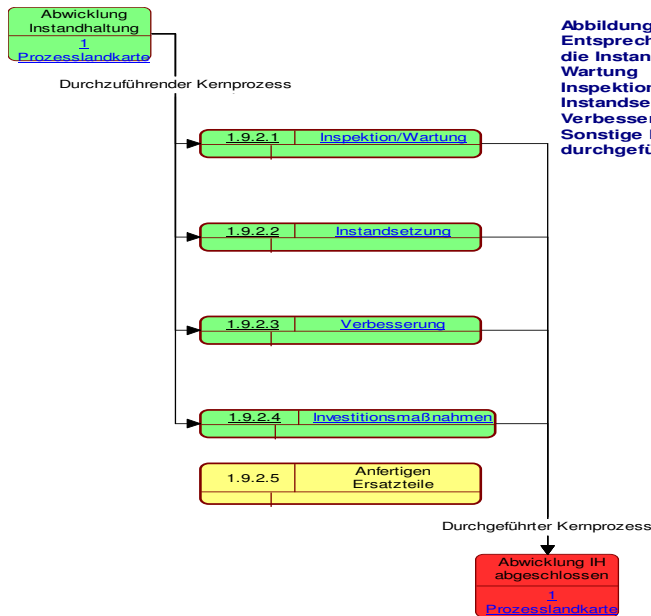 Abwicklung
Instandhaltung
1
Prozesslandkarte
Durchzuführender Kernprozess
Abbildung
Entsprech
die Instan
Wartung
Inspektion
Instandse
Verbesser
Sonstige
durchgefü
1.9.2.1 Inspektion/Wartung
1.9.2.2 Instandsetzung
1.9.2.3 Verbesserung
1.9.2.4 Investitionsmaßnahmen
1.9.2.5 Anfertigen
Ersatzteile
Durchgeführter Kernprozess
Abwicklung IH
abgeschlossen
1
Prozesslandkarte